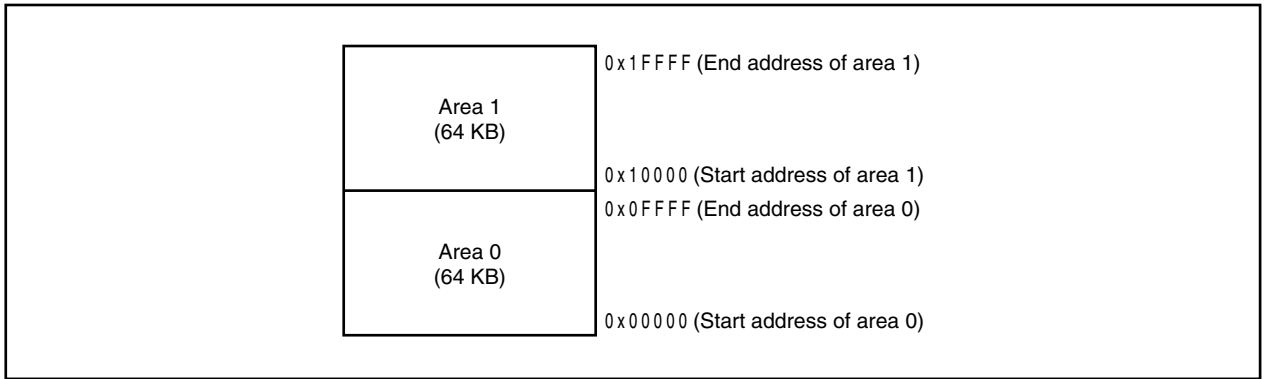 0x1FFFF (End address of area 1)
Area 1
(64 KB)
0x10000 (Start address of area 1)
0x0FFFF (End address of area 0)
Area 0
(64 KB)
0x00000 (Start address of area 0)